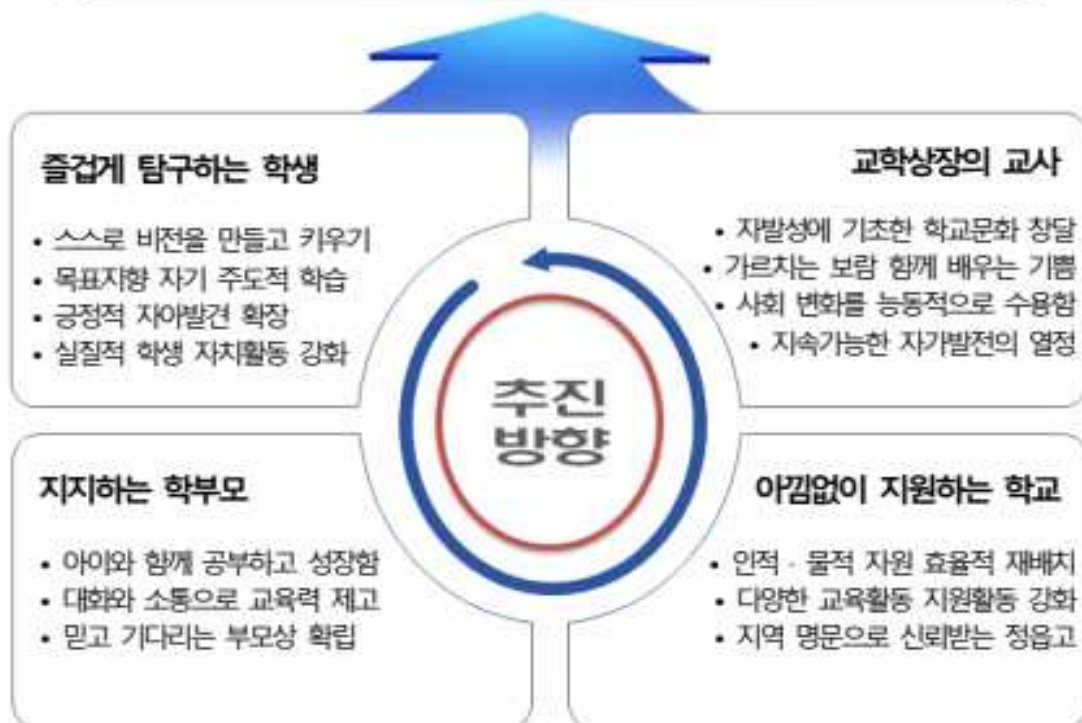 즐겁게 탐구하는 학생
• 스스로 비전을 만들고 키우기
• 목표지향 자기 주도적 학습
• 긍정적 자아발견 확장
• 실질적 학생 자치활동 강화
교학상장의 교사
• 자발성에 기초한 학교문화 창달
• 가르치는 보람 함께 배우는 기쁨
• 사회 변화를 능동적으로 수용함
• 지속가능한 자가발전의 열정
추진
방향
지지하는 학부모
• 아이와 함께 공부하고 성장함
• 대화와 소통으로 교육력 제고
• 믿고 기다리는 부모상 확립
아낌없이 지원하는 학교
• 인적 · 물적 자원 효율적 재배치
• 다양한 교육활동 지원활동 강화
• 지역 명문으로 신뢰받는 정읍고